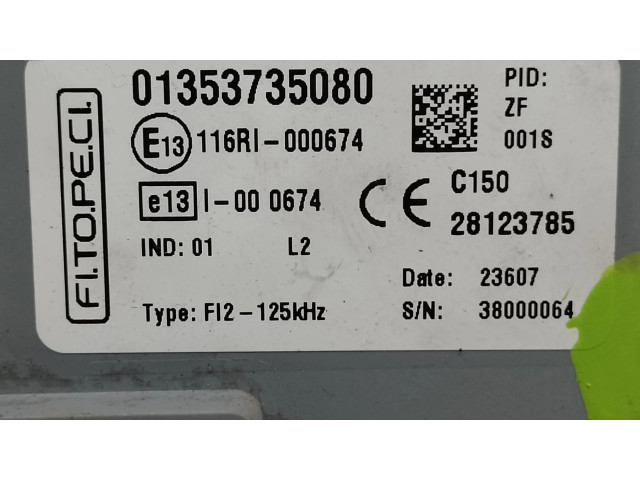 FI.TO.PE.CI.
01353735080
E13 116RI-000674
e13 I-00 0674
IND: 01 L2
Type: FI2-125kHz
PID:
ZF
001S
CE C150
28123785
Date: 23607
S/N: 38000064